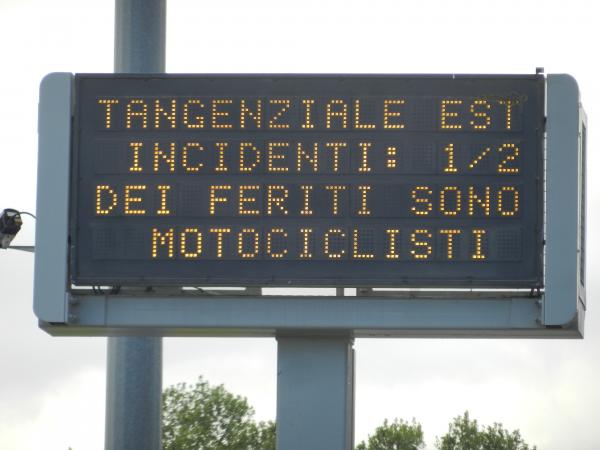 TANGENZIALE EST
INCIDENTI: 1/2
DEI FERITI SONO
MOTOCICLISTI